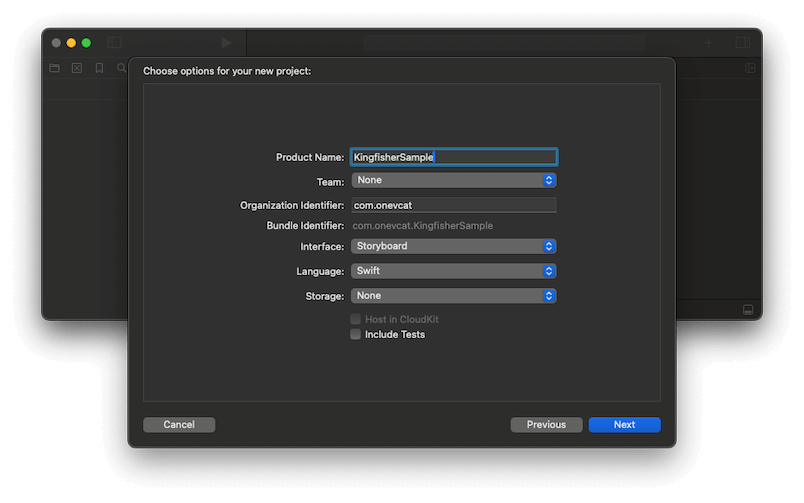 Choose options for your new project:
Product Name: KingfisherSample
Team: None
Organization Identifier: com.onevcat
Bundle Identifier: com.onevcat.KingfisherSample
Interface: Storyboard
Language: Swift
Storage: None
Host in CloudKit
Include Tests
Cancel Previous Next